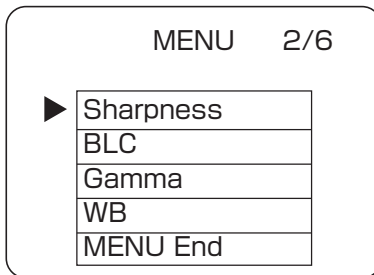 MENU 2/6
Sharpness
BLC
Gamma
WB
MENU End